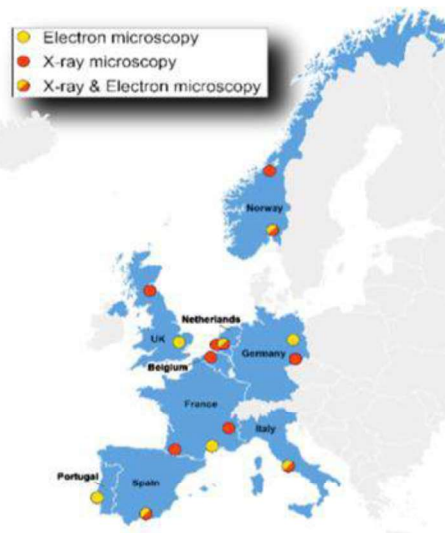 Electron microscopy
X-ray microscopy
X-ray & Electron microscopy
Norway
Netherlands
UK
Germany
Belgium
France
Italy
Portugal
Spain